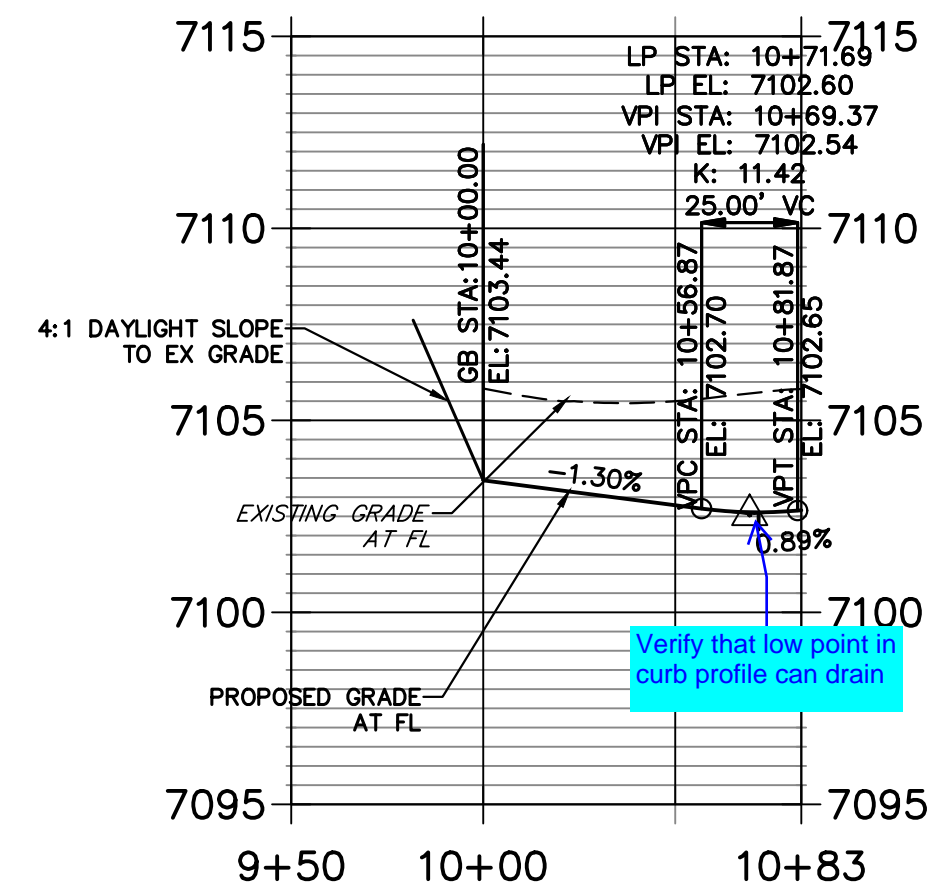 7115
7115
LP STA: 10+71.69
LP EL: 7102.60
VPI STA: 10+69.37
VPI EL: 7102.54
K: 11.42
25.00' VC
7110
7110
GB STA:10+00.00
EL:7103.44
VPC STA: 10+56.87
EL: 7102.70
VPT STA: 10+81.87
EL: 7102.65
4:1 DAYLIGHT SLOPE
TO EX GRADE
7105
7105
-1.30%
EXISTING GRADE
AT FL
0.89%
7100
7100
Verify that low point in
curb profile can drain
PROPOSED GRADE
AT FL
7095
7095
9+50
10+00
10+83